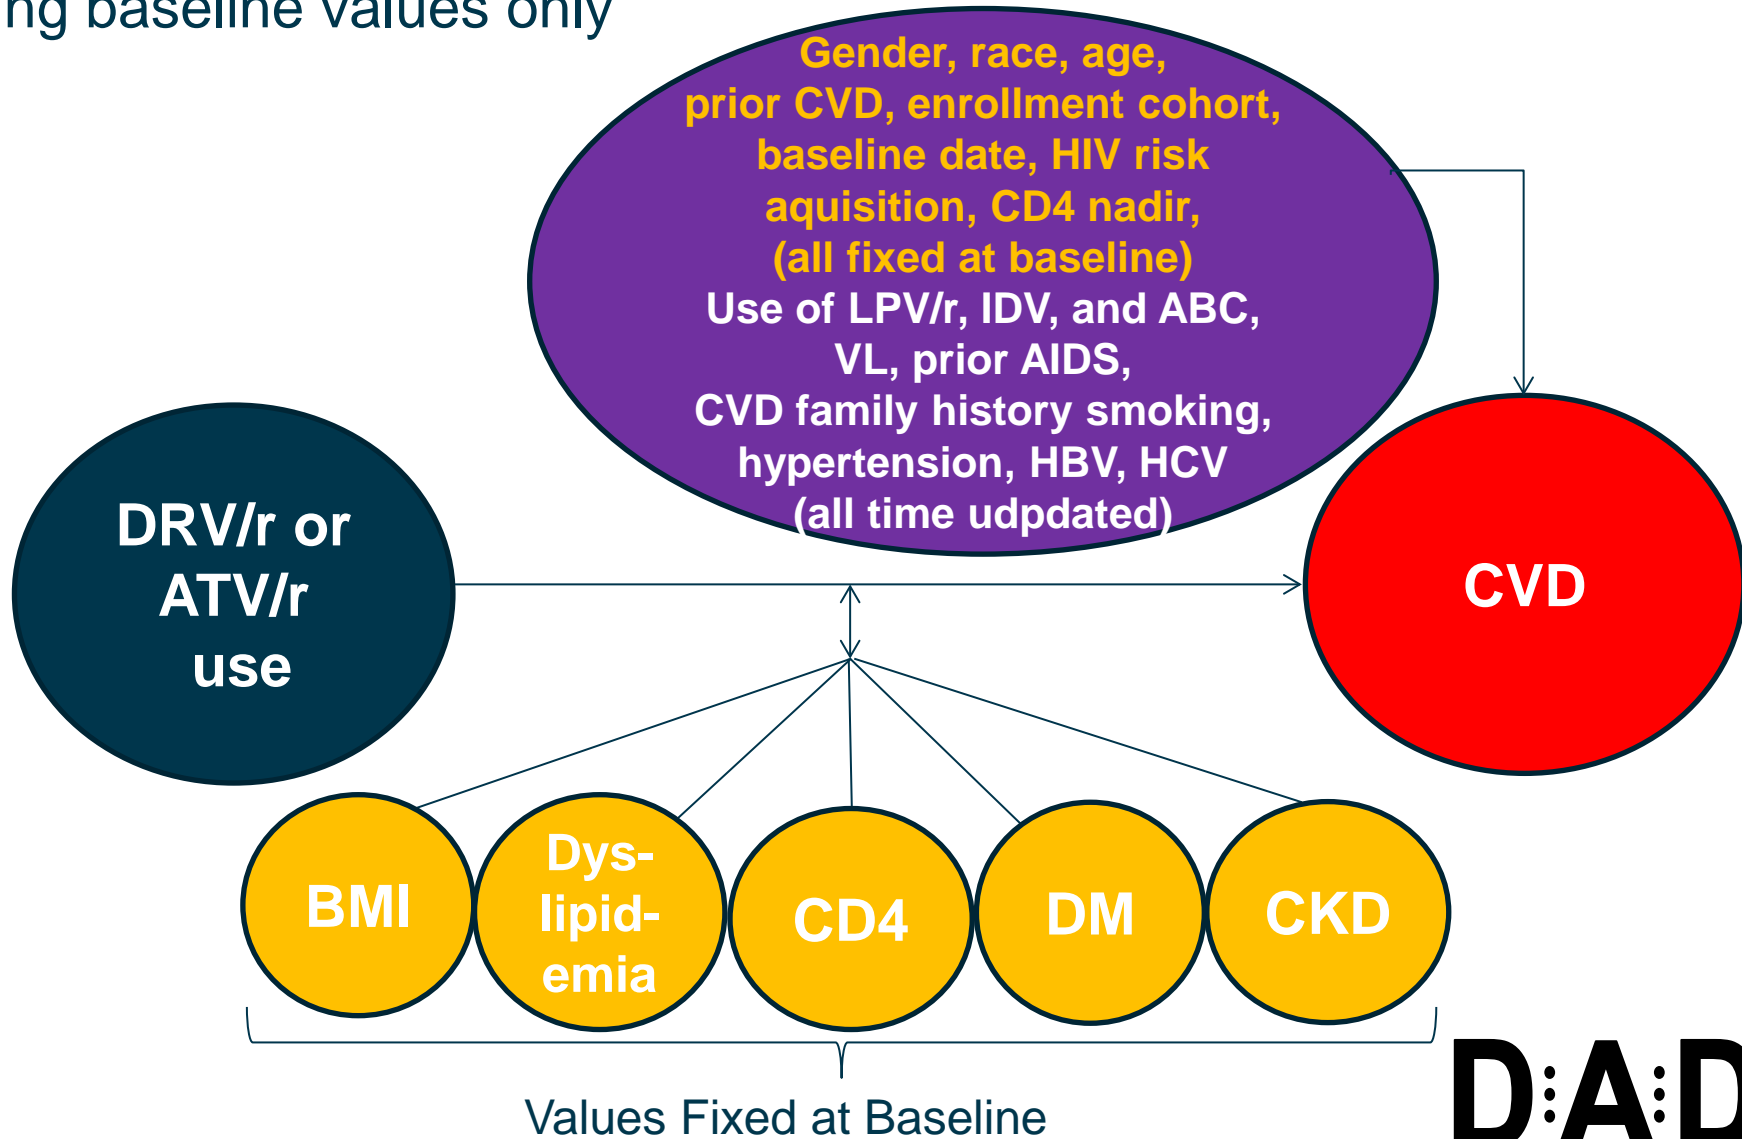 ng baseline values only
Gender, race, age,
prior CVD, enrollment cohort,
baseline date, HIV risk
aquisition, CD4 nadir,
(all fixed at baseline)
Use of LPV/r, IDV, and ABC,
VL, prior AIDS,
CVD family history smoking,
hypertension, HBV, HCV
(all time udpdated)
DRV/r or
ATV/r
use
CVD
BMI
Dys-
lipid-
emia
CD4
DM
CKD
Values Fixed at Baseline
D:A:D